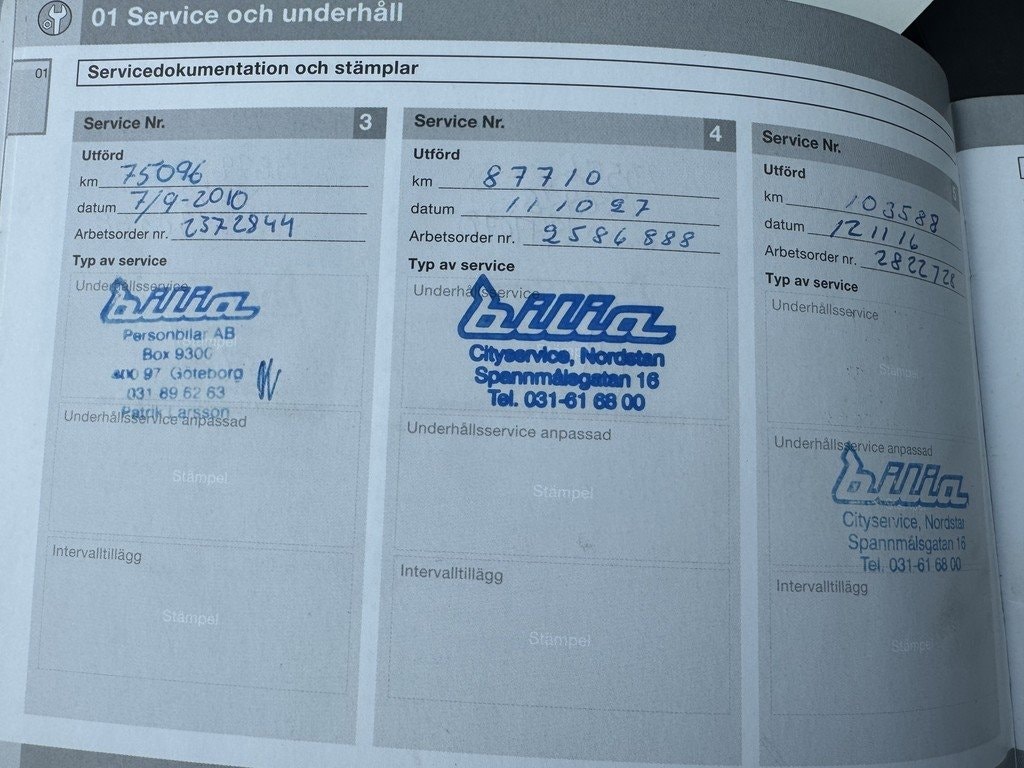 01 Service och underhåll
01
Servicedokumentation och stämplar
Service Nr. 3
Utförd
km 75096
datum 7/9-2010
Arbetsorder nr. 2372844
Typ av service
Underhållsservice
bilia
Personbilar AB
Box 9300
400 97 Göteborg
031 89 62 63
Patrik Larsson
Underhållsservice anpassad
Stämpel
Intervalltillägg
Stämpel
Service Nr. 4
Utförd
km 87710
datum 111027
Arbetsorder nr. 2586888
Typ av service
Underhållsservice
bilia
Cityservice, Nordstan
Spannmålsgatan 16
Tel. 031-61 68 00
Underhållsservice anpassad
Stämpel
Intervalltillägg
Stämpel
Service Nr.
Utförd
km 103588
datum 121116
Arbetsorder nr. 2822728
Typ av service
Underhållsservice
Stämpel
Underhållsservice anpassad
bilia
Cityservice, Nordstan
Spannmålsgatan 16
Tel. 031-61 68 00
Intervalltillägg
Stämpel